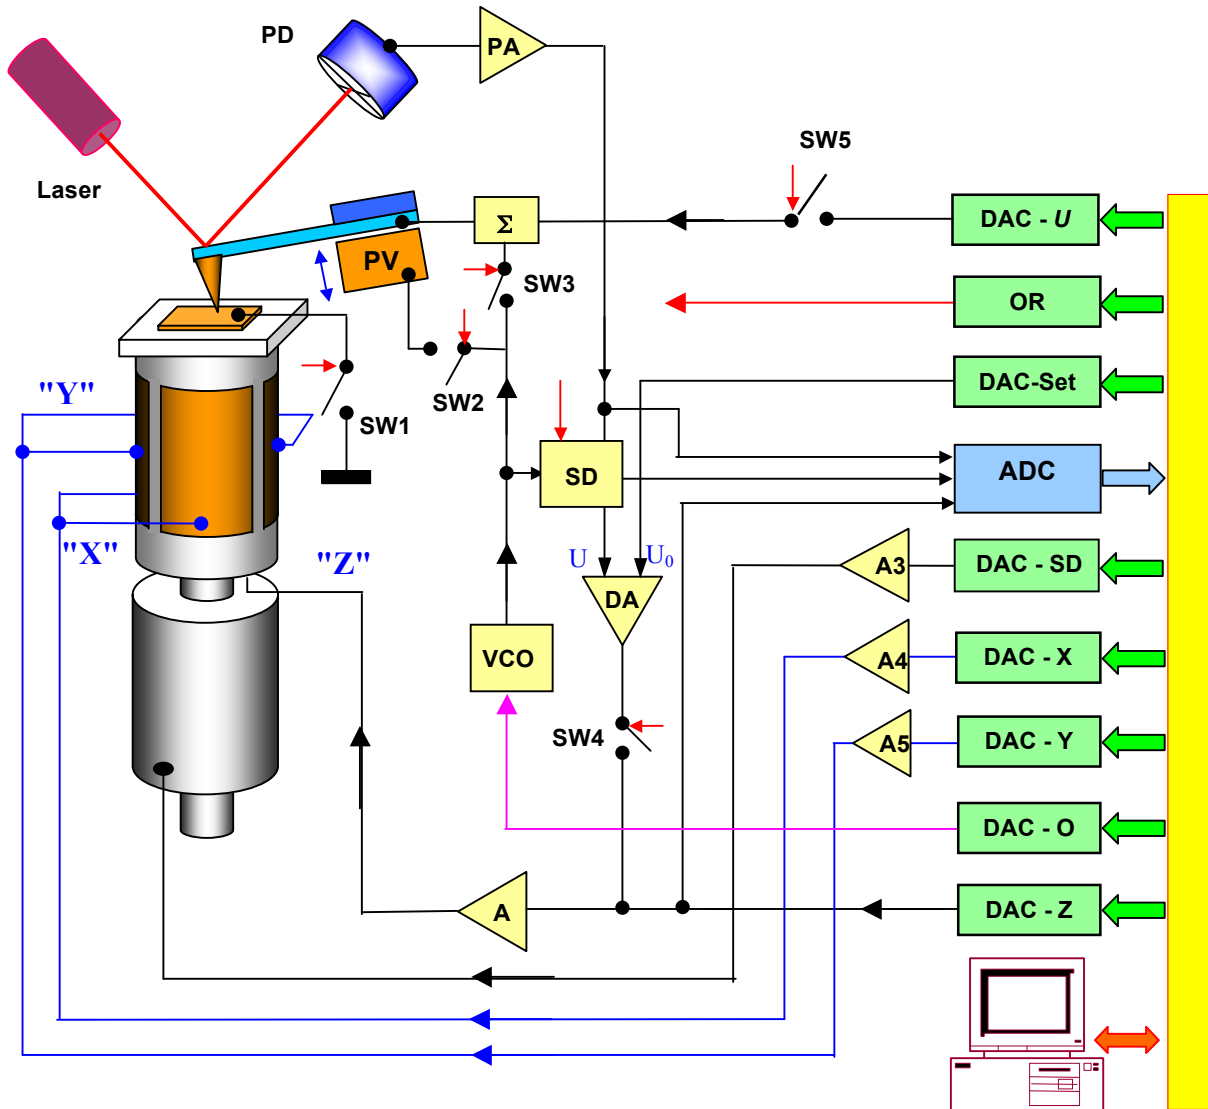 PD
PA
Laser
SW5
DAC - U
Σ
PV
SW3
OR
"Y"
SW2
SW1
DAC-Set
SD
ADC
"X"
"Z"
U
U0
A3
DAC - SD
DA
VCO
A4
DAC - X
SW4
A5
DAC - Y
DAC - O
A
DAC - Z